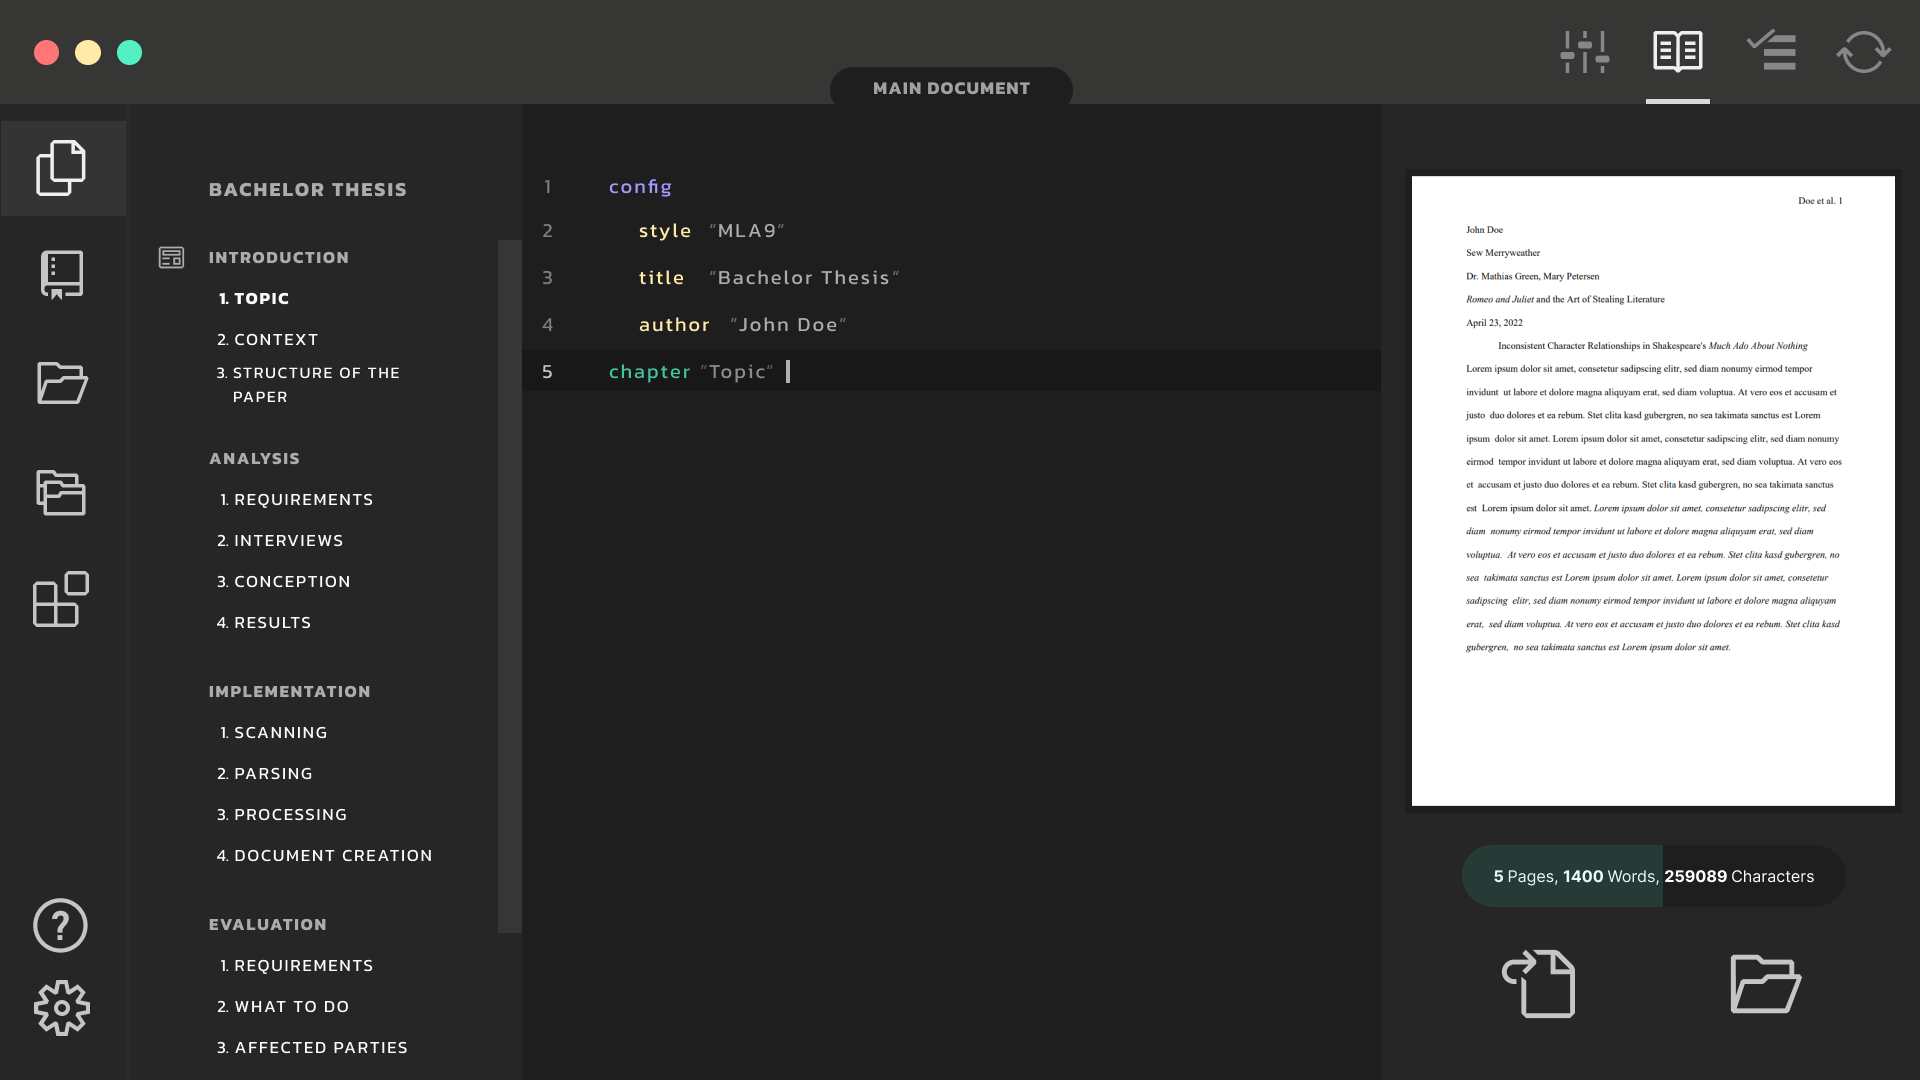 MAIN DOCUMENT
BACHELOR THESIS
INTRODUCTION
1. TOPIC
2. CONTEXT
3. STRUCTURE OF THE
PAPER
ANALYSIS
1. REQUIREMENTS
2. INTERVIEWS
3. CONCEPTION
4. RESULTS
IMPLEMENTATION
1. SCANNING
2. PARSING
3. PROCESSING
4. DOCUMENT CREATION
EVALUATION
1. REQUIREMENTS
2. WHAT TO DO
3. AFFECTED PARTIES
1 config
2 style “MLA9”
3 title “Bachelor Thesis”
4 author “John Doe”
5 chapter “Topic”
Doe et al. 1
John Doe
Sew Merryweather
Dr. Mathias Green, Mary Petersen
Romeo and Juliet and the Art of Stealing Literature
April 23, 2022
Inconsistent Character Relationships in Shakespeare's Much Ado About Nothing
Lorem ipsum dolor sit amet, consetetur sadipscing elitr, sed diam nonumy eirmod tempor
invidunt ut labore et dolore magna aliquyam erat, sed diam voluptua. At vero eos et accusam et
justo duo dolores et ea rebum. Stet clita kasd gubergren, no sea takimata sanctus est Lorem
ipsum dolor sit amet. Lorem ipsum dolor sit amet, consetetur sadipscing elitr, sed diam nonumy
eirmod tempor invidunt ut labore et dolore magna aliquyam erat, sed diam voluptua. At vero eos
et accusam et justo duo dolores et ea rebum. Stet clita kasd gubergren, no sea takimata sanctus
est Lorem ipsum dolor sit amet. Lorem ipsum dolor sit amet, consetetur sadipscing elitr, sed
diam nonumy eirmod tempor invidunt ut labore et dolore magna aliquyam erat, sed diam
voluptua. At vero eos et accusam et justo duo dolores et ea rebum. Stet clita kasd gubergren, no
sea takimata sanctus est Lorem ipsum dolor sit amet. Lorem ipsum dolor sit amet, consetetur
sadipscing elitr, sed diam nonumy eirmod tempor invidunt ut labore et dolore magna aliquyam
erat, sed diam voluptua. At vero eos et accusam et justo duo dolores et ea rebum. Stet clita kasd
gubergren, no sea takimata sanctus est Lorem ipsum dolor sit amet.
5 Pages, 1400 Words, 259089 Characters